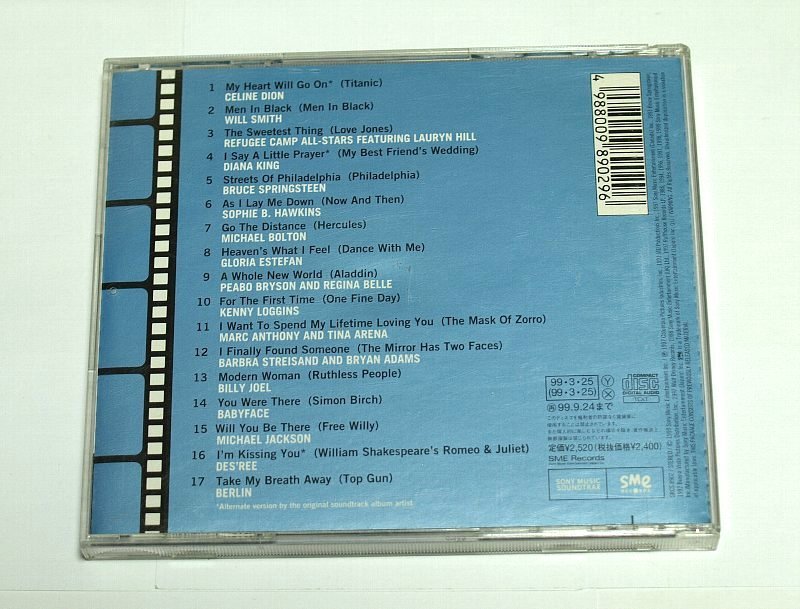 1 My Heart Will Go On* (Titanic)
CELINE DION
2 Men In Black (Men In Black)
WILL SMITH
3 The Sweetest Thing (Love Jones)
REFUGEE CAMP ALL-STARS FEATURING LAURYN HILL
4 I Say A Little Prayer* (My Best Friend's Wedding)
DIANA KING
5 Streets Of Philadelphia (Philadelphia)
BRUCE SPRINGSTEEN
6 As I Lay Me Down (Now And Then)
SOPHIE B. HAWKINS
7 Go The Distance (Hercules)
MICHAEL BOLTON
8 Heaven's What I Feel (Dance With Me)
GLORIA ESTEFAN
9 A Whole New World (Aladdin)
PEABO BRYSON AND REGINA BELLE
10 For The First Time (One Fine Day)
KENNY LOGGINS
11 I Want To Spend My Lifetime Loving You (The Mask Of Zorro)
MARC ANTHONY AND TINA ARENA
12 I Finally Found Someone (The Mirror Has Two Faces)
BARBRA STREISAND AND BRYAN ADAMS
13 Modern Woman (Ruthless People)
BILLY JOEL
14 You Were There (Simon Birch)
BABYFACE
15 Will You Be There (Free Willy)
MICHAEL JACKSON
16 I'm Kissing You* (William Shakespeare's Romeo & Juliet)
DES'REE
17 Take My Breath Away (Top Gun)
BERLIN
*Alternate version by the original soundtrack album artist
4 988009 890296
99・3・25 Ⓨ
(99・3・25) Ⓧ
COMPACT
disc
DIGITAL AUDIO
TEXT
再 99.9.24まで
定価¥2,520(税抜価格¥2,400)
SME Records
SONY MUSIC
SOUNDTRAX
sme
RECORDS